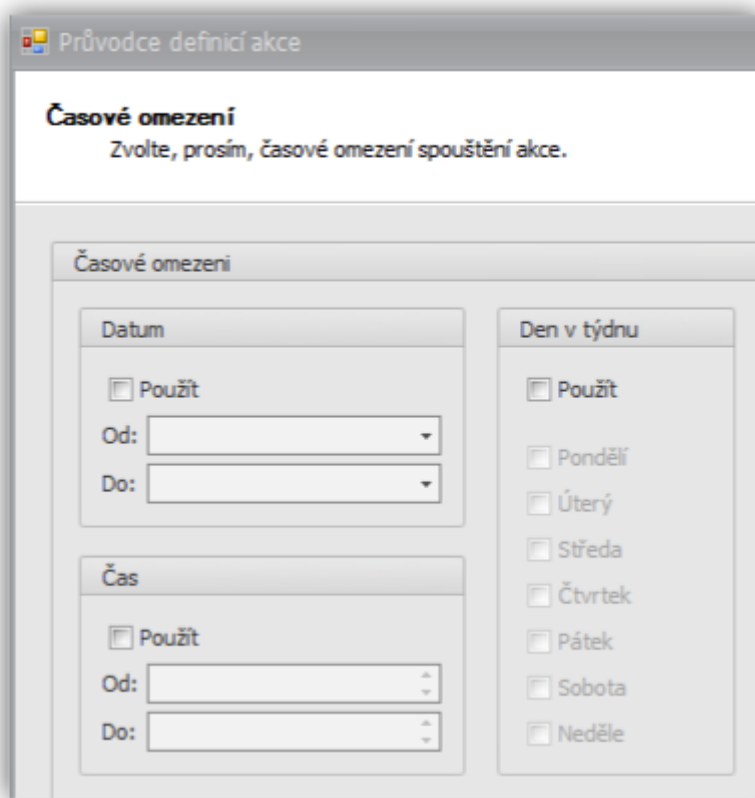 Průvodce definicí akce
Časové omezení
Zvolte, prosím, časové omezení spouštění akce.
Časové omezeni
Datum
Použít
Od:
Do:
Čas
Použít
Od:
Do:
Den v týdnu
Použít
Pondělí
Úterý
Středa
Čtvrtek
Pátek
Sobota
Neděle